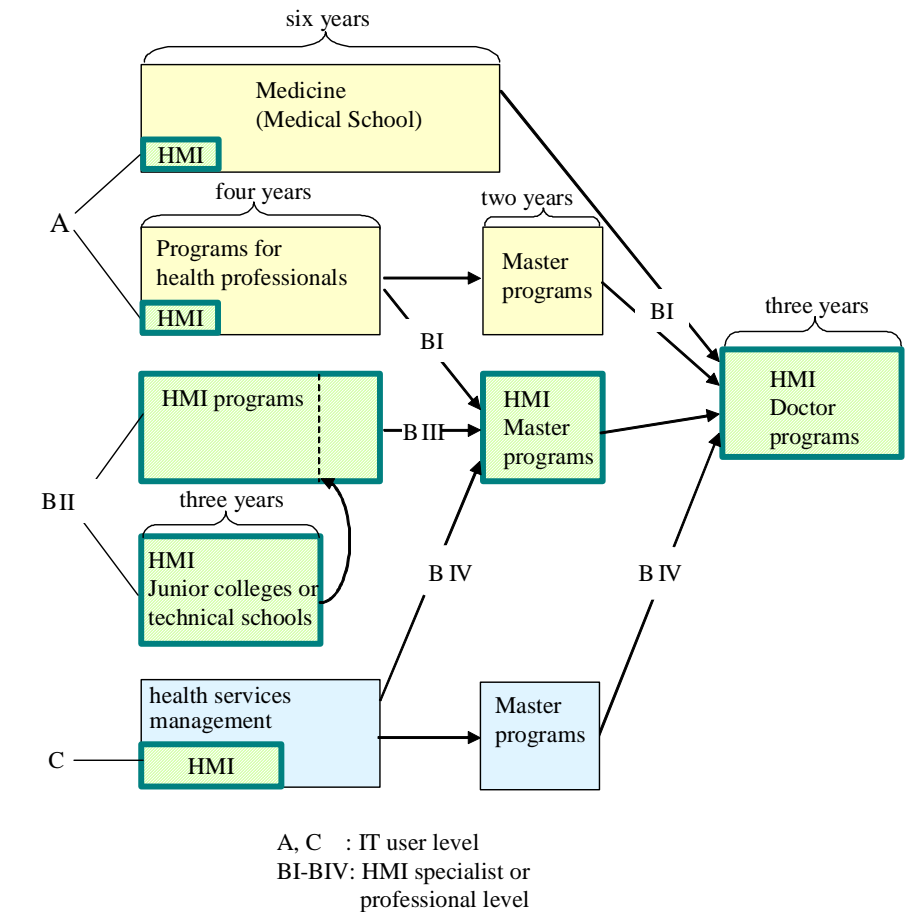 six years
Medicine
(Medical School)
HMI
four years
two years
A
Programs for
health professionals
Master
programs
HMI
BI
BI
three years
HMI programs
HMI
Master
programs
HMI
Doctor
programs
B III
B II
three years
HMI
Junior colleges or
technical schools
B IV
B IV
health services
management
Master
programs
C
HMI
A, C : IT user level
BI-BIV: HMI specialist or
professional level